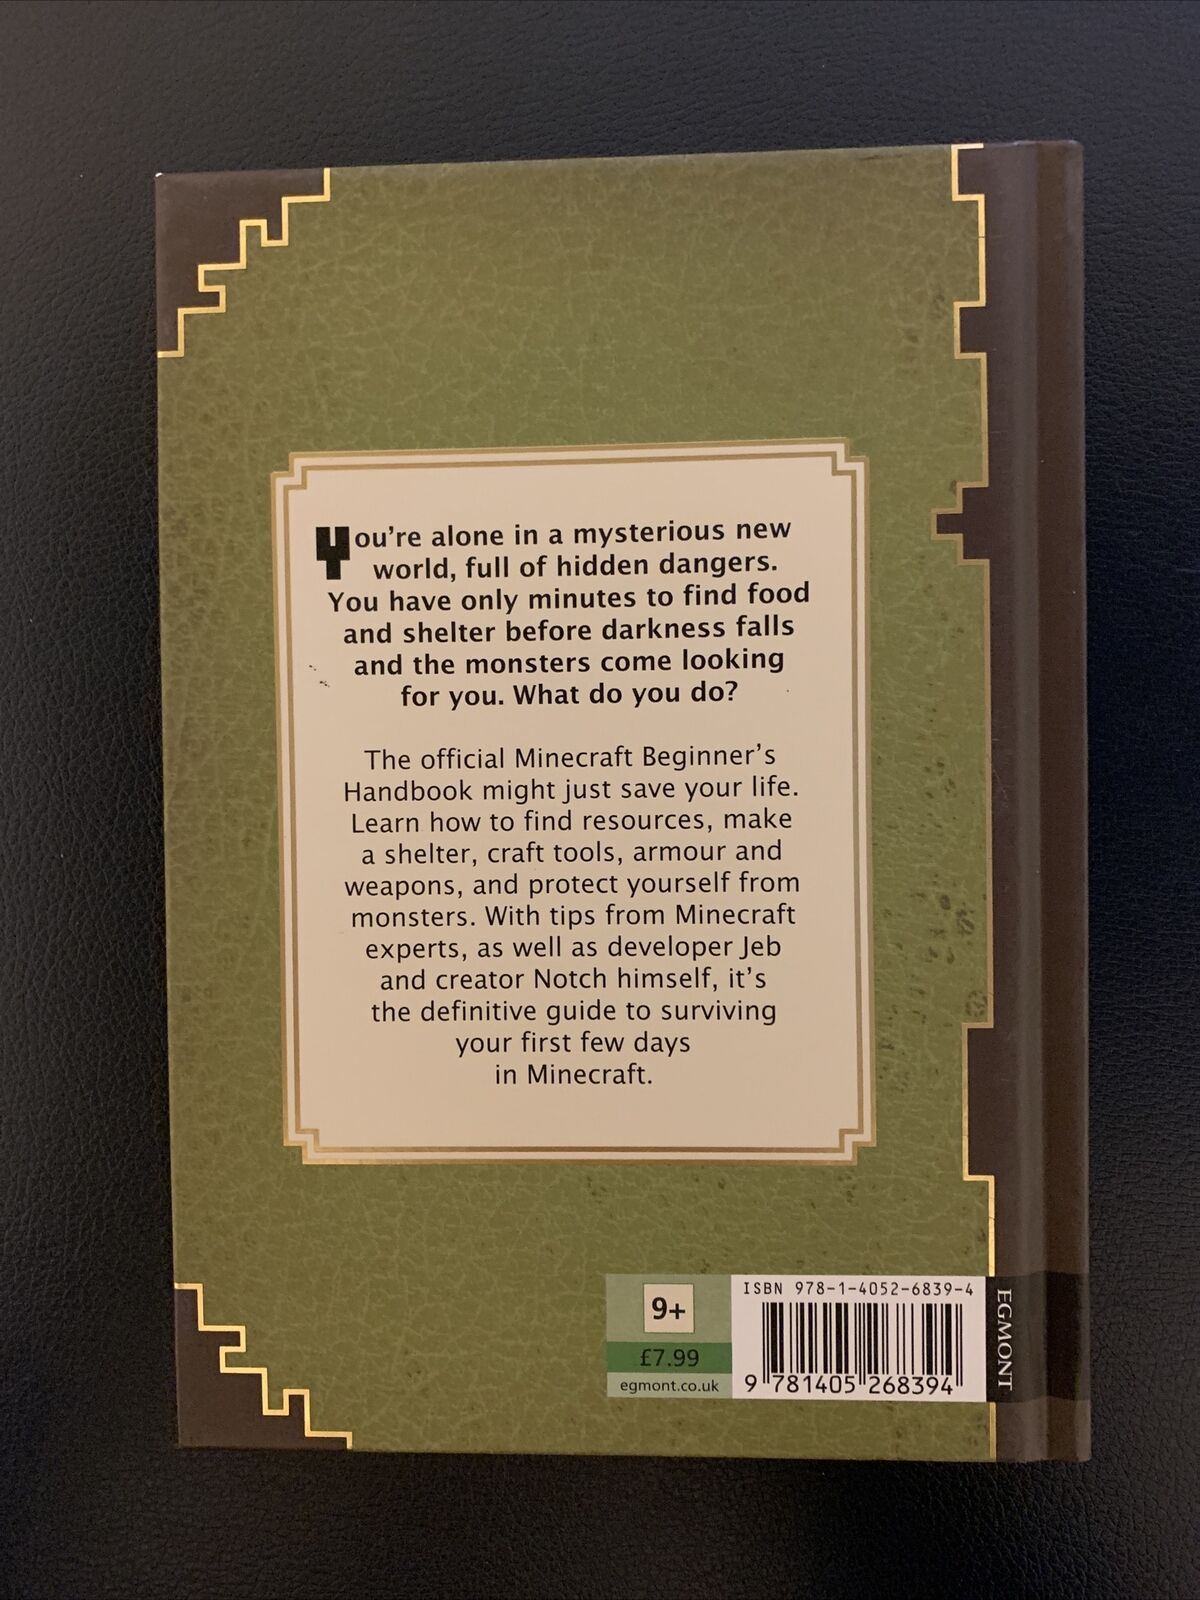 You're alone in a mysterious new
world, full of hidden dangers.
You have only minutes to find food
and shelter before darkness falls
and the monsters come looking
for you. What do you do?
The official Minecraft Beginner's
Handbook might just save your life.
Learn how to find resources, make
a shelter, craft tools, armour and
weapons, and protect yourself from
monsters. With tips from Minecraft
experts, as well as developer Jeb
and creator Notch himself, it's
the definitive guide to surviving
your first few days
in Minecraft.
9+
£7.99
egmont.co.uk
ISBN 978-1-4052-6839-4
9 781405 268394
EGMONT